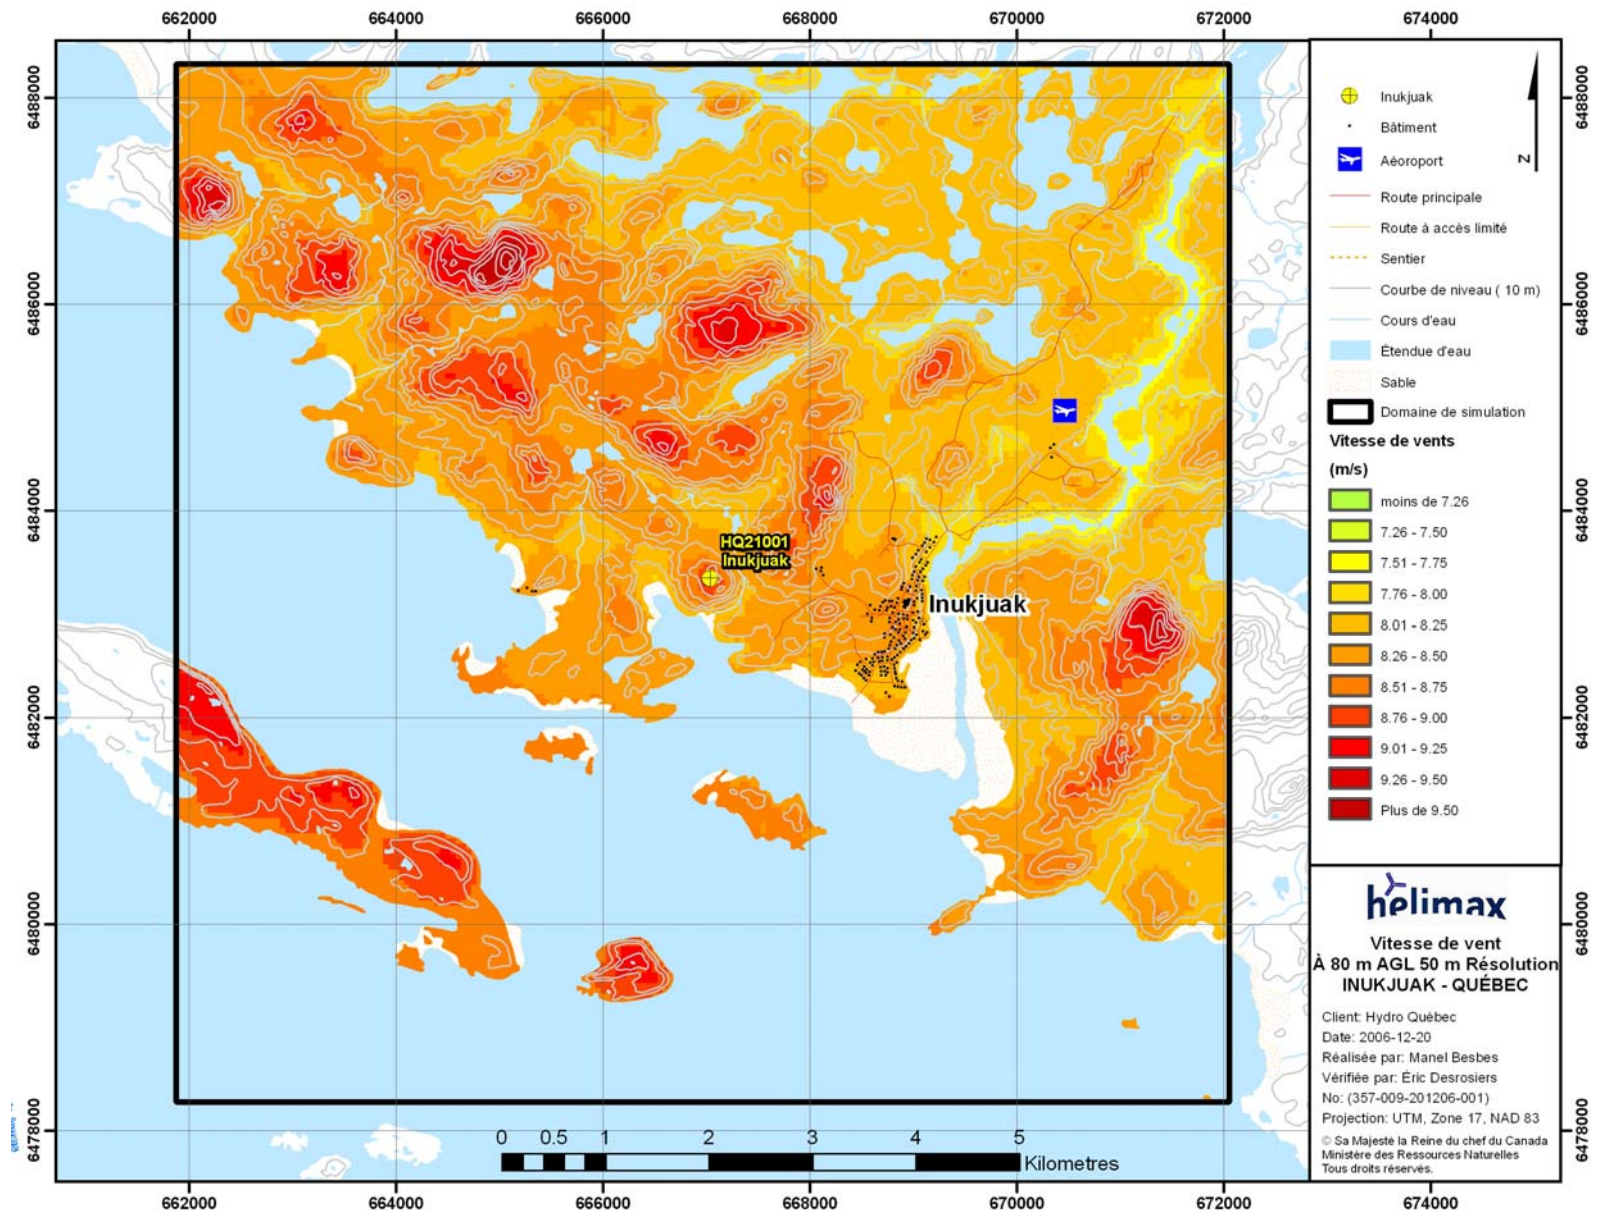 662000 664000 666000 668000 670000 672000 674000
6488000 6488000
6486000 6486000
6484000 6484000
6482000 6482000
6480000 6480000
6478000 6478000
HQ21001
Inukjuak
Inukjuak
0 0.5 1 2 3 4 5
Kilometres
662000 664000 666000 668000 670000 672000 674000
Inukjuak
Bâtiment
Aéoroport
N
Route principale
Route à accès limité
Sentier
Courbe de niveau ( 10 m)
Cours d'eau
Étendue d'eau
Sable
Domaine de simulation
Vitesse de vents
(m/s)
moins de 7.26
7.26 - 7.50
7.51 - 7.75
7.76 - 8.00
8.01 - 8.25
8.26 - 8.50
8.51 - 8.75
8.76 - 9.00
9.01 - 9.25
9.26 - 9.50
Plus de 9.50
hélimax
Vitesse de vent
À 80 m AGL 50 m Résolution
INUKJUAK - QUÉBEC
Client: Hydro Québec
Date: 2006-12-20
Réalisée par: Manel Besbes
Vérifiée par: Éric Desrosiers
No: (357-009-201206-001)
Projection: UTM, Zone 17, NAD 83
© Sa Majesté la Reine du chef du Canada
Ministère des Ressources Naturelles
Tous droits réservés.